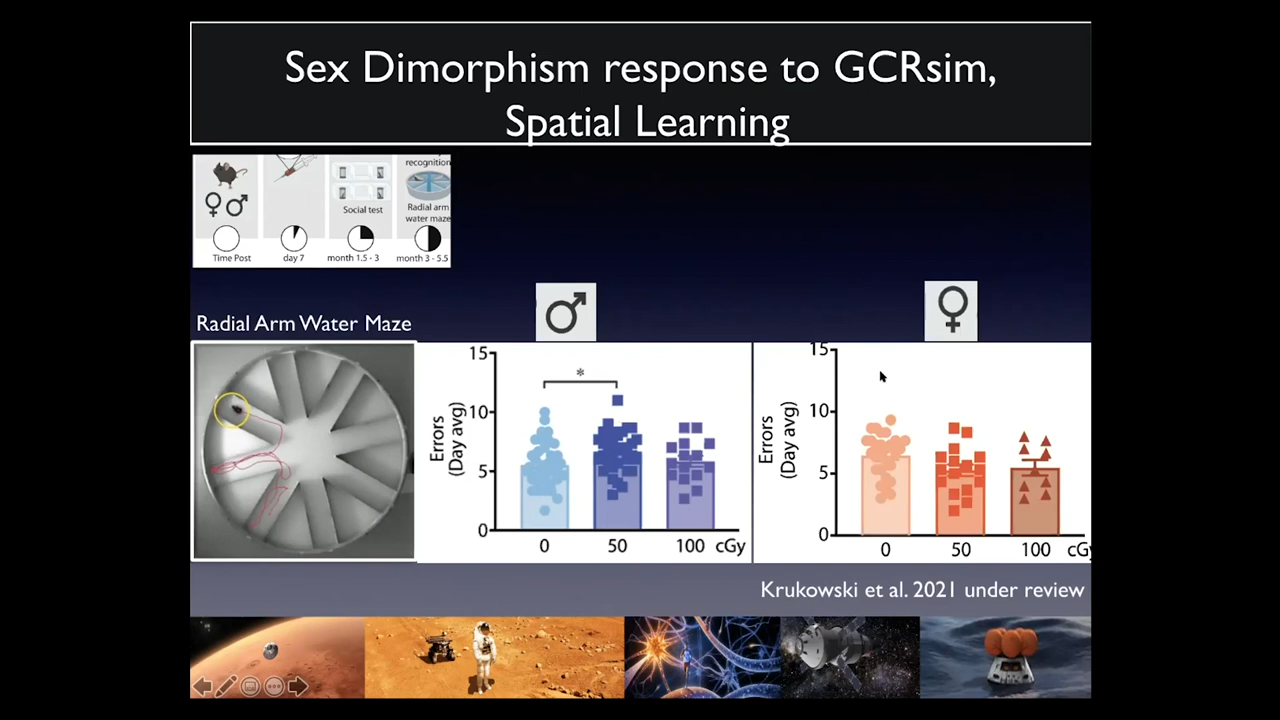 Sex Dimorphism response to GCRsim,
Spatial Learning
recognition
Social test
Radial arm
water maze
Time Post
day 7
month 1.5 - 3
month 3 - 5.5
Radial Arm Water Maze
♂
♀
Errors
(Day avg)
15
10
5
0
*
0
50
100
cGy
Errors
(Day avg)
15
10
5
0
0
50
100
cGy
Krukowski et al. 2021 under review